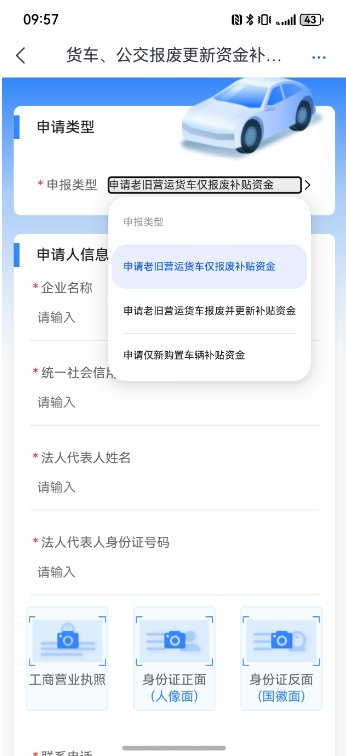 09:57
43
货车、公交报废更新资金补...
申请类型
* 申报类型
申请老旧营运货车仅报废补贴资金
申报类型
申请老旧营运货车仅报废补贴资金
申请老旧营运货车报废并更新补贴资金
申请仅新购置车辆补贴资金
申请人信息
* 企业名称
请输入
* 统一社会信用
请输入
* 法人代表人姓名
请输入
* 法人代表人身份证号码
请输入
工商营业执照
身份证正面
（人像面）
身份证反面
（国徽面）